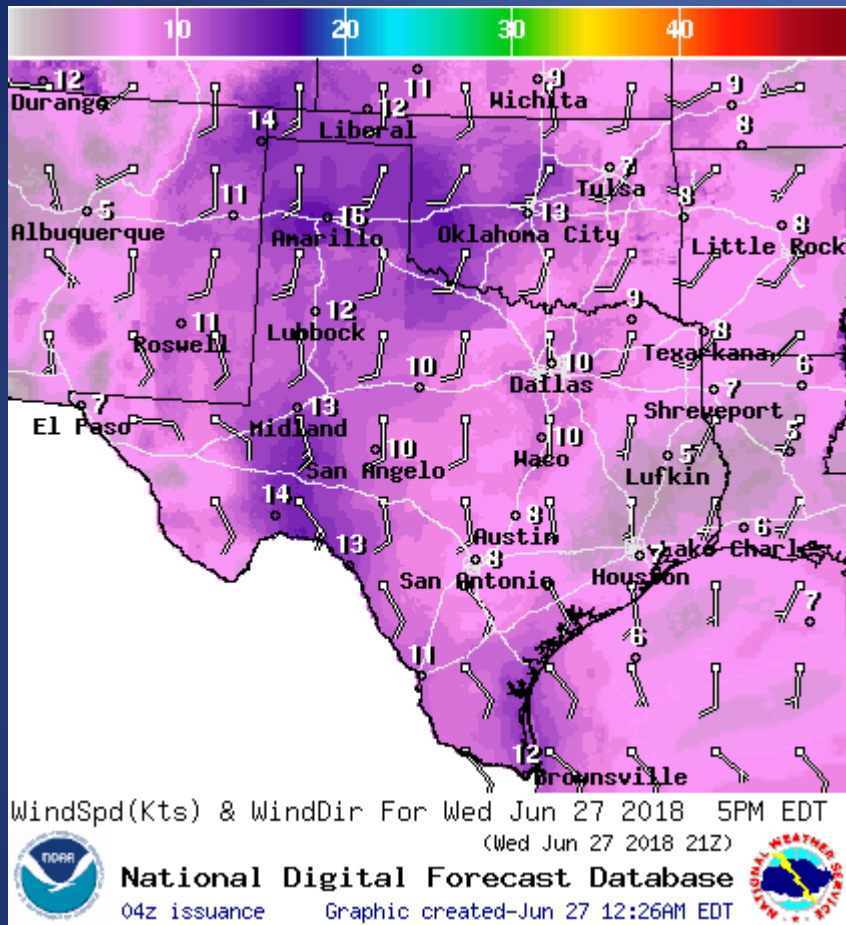 10 20 30 40
12 11 9 9
Durango Wichita
12
Liberal
14 8
7
Tulsa
5 11 16 13 8 8
Albuquerque Amarillo Oklahoma City Little Rock
11 12 9 8
Roswell Lubbock Texarkana
10 10 6
Dallas
7 13 7
El Paso Midland Shreveport
10 10 5 5
San Angelo Waco Lufkin
14 8 6
Austin Lake Charles
13 8 7
San Antonio Houston
7
6
11
12
Brownsville
WindSpd(Kts) & WindDir For Wed Jun 27 2018 5PM EDT
(Wed Jun 27 2018 21Z)
NOAA
NATIONAL WEATHER SERVICE
National Digital Forecast Database
04z issuance Graphic created-Jun 27 12:26AM EDT